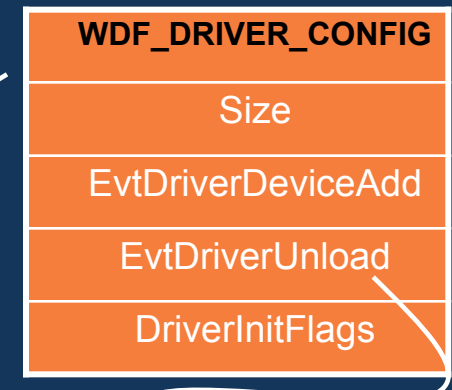 WDF_DRIVER_CONFIG
Size
EvtDriverDeviceAdd
EvtDriverUnload
DriverInitFlags